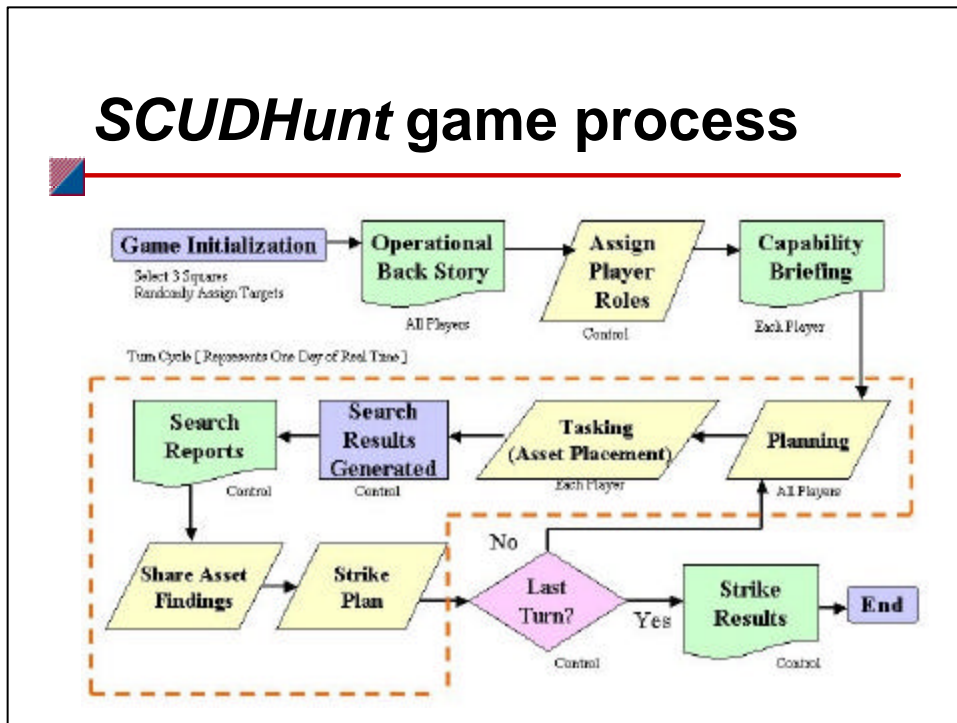 SCUDHunt game process
Game Initialization
Select 3 Squares
Randomly Assign Targets
Operational
Back Story
All Players
Assign
Player
Roles
Control
Capability
Briefing
Each Player
Turn Cycle [ Represents One Day of Real Time ]
Planning
All Players
Tasking
(Asset Placement)
Each Player
Search
Results
Generated
Control
Search
Reports
Control
Share Asset
Findings
Strike
Plan
Last
Turn?
Control
No
Yes
Strike
Results
Control
End